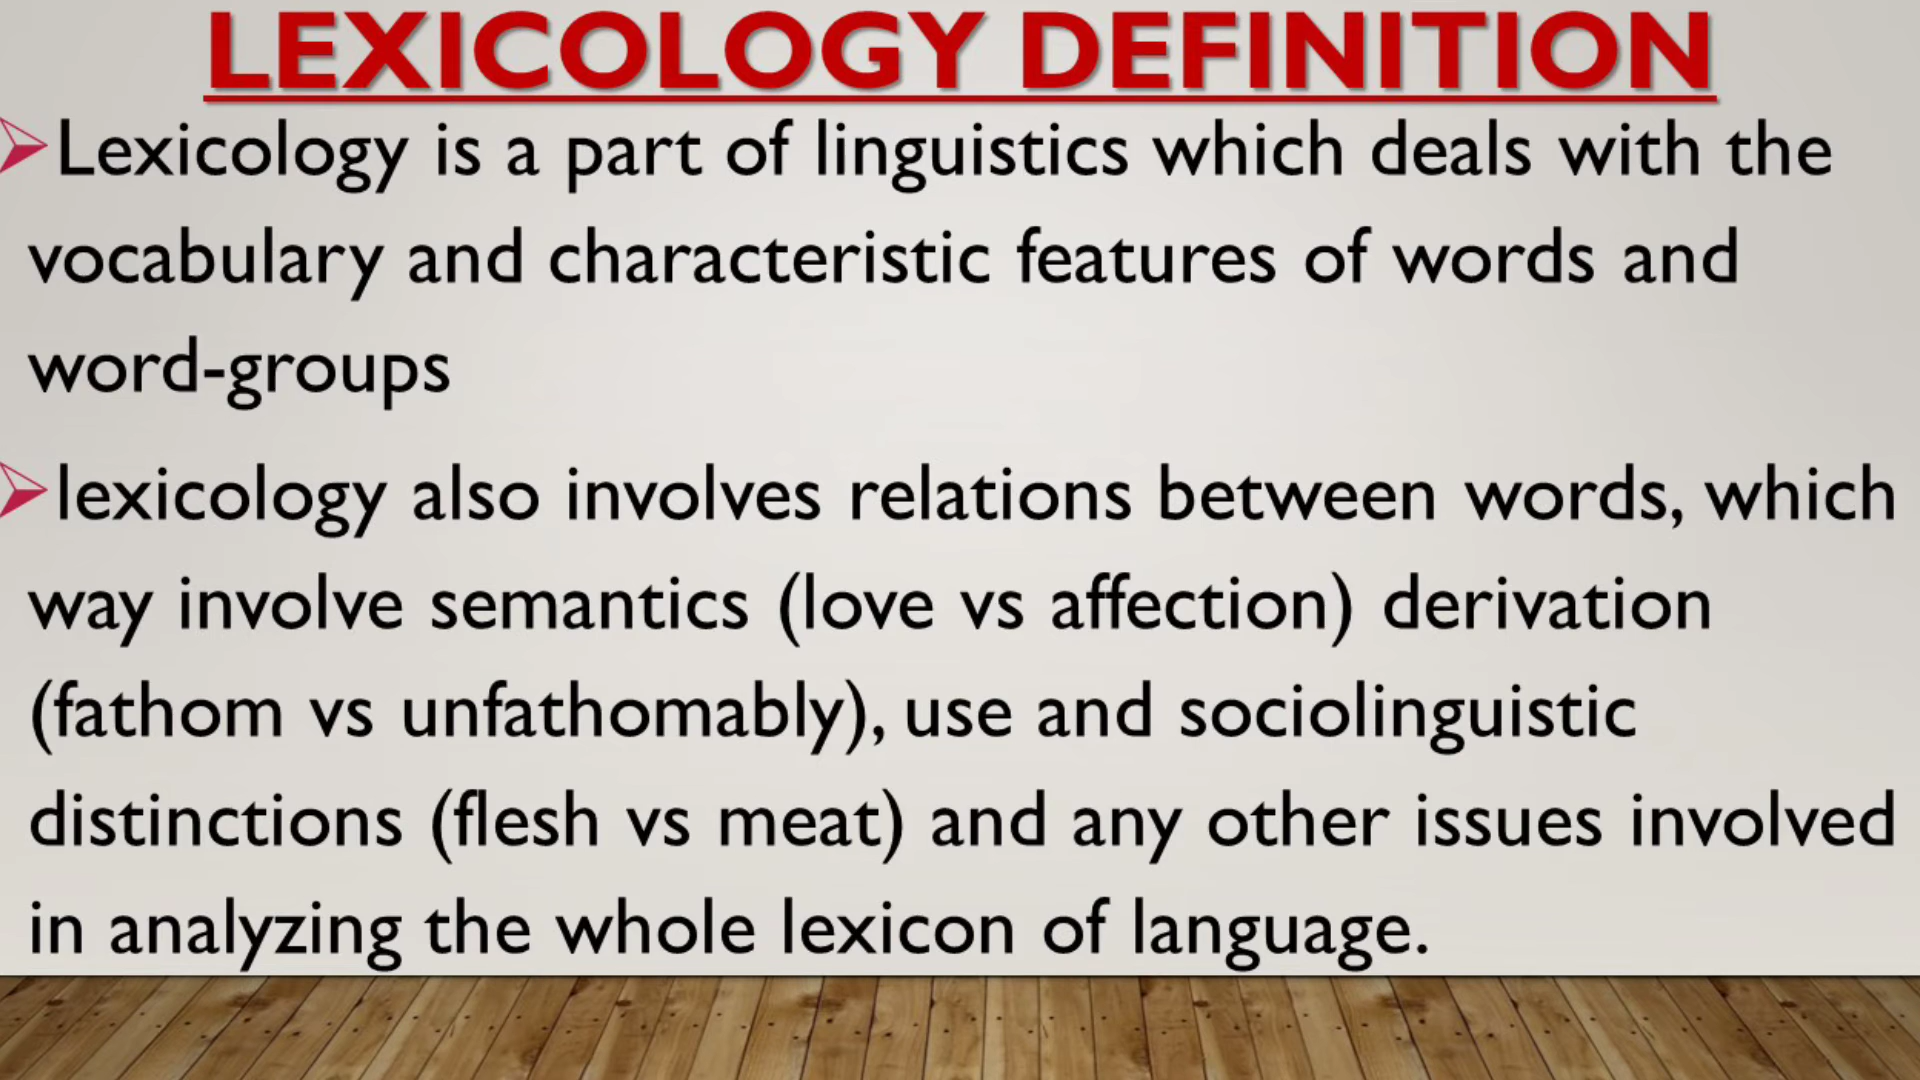 LEXICOLOGY DEFINITION
Lexicology is a part of linguistics which deals with the
vocabulary and characteristic features of words and
word-groups
lexicology also involves relations between words, which
way involve semantics (love vs affection) derivation
(fathom vs unfathomably), use and sociolinguistic
distinctions (flesh vs meat) and any other issues involved
in analyzing the whole lexicon of language.